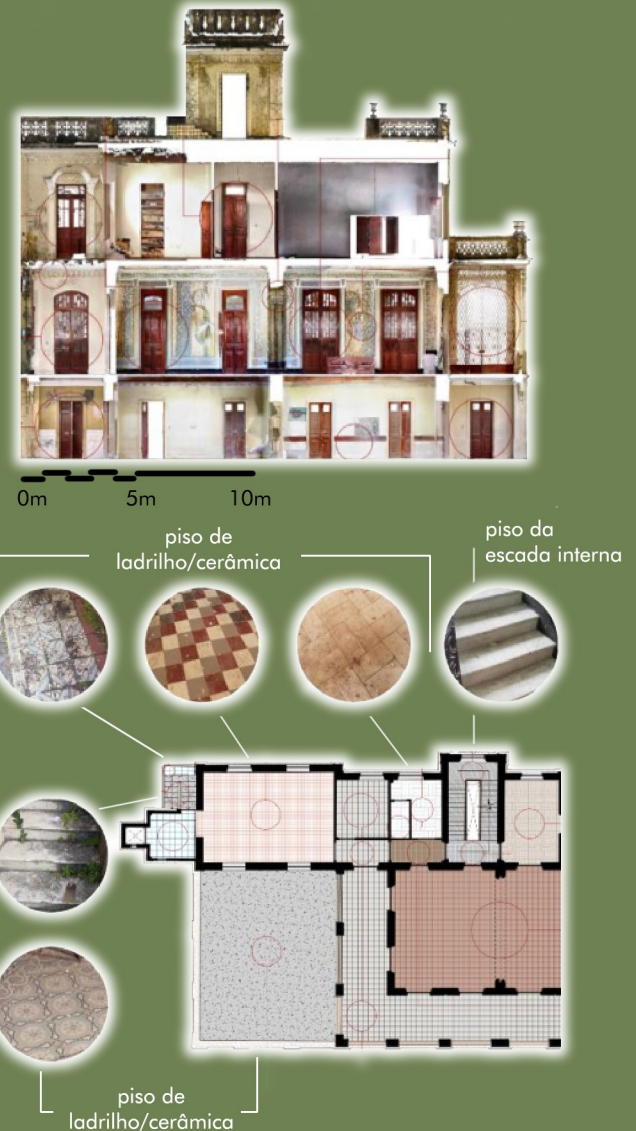 0m 5m 10m
piso de
ladrilho/cerâmica
piso da
escada interna
piso de
ladrilho/cerâmica